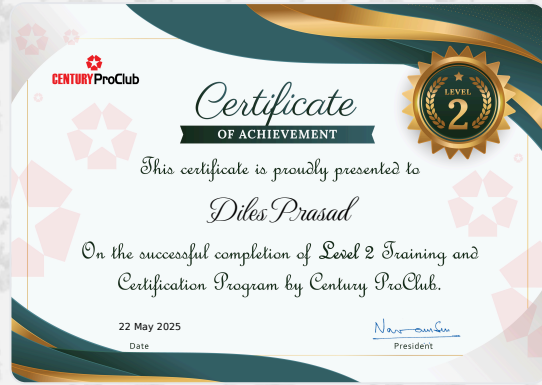 CENTURY ProClub
Certificate
OF ACHIEVEMENT
LEVEL
2
This certificate is proudly presented to
Diles Prasad
On the successful completion of Level 2 Training and
Certification Program by Century ProClub.
22 May 2025
Date
President